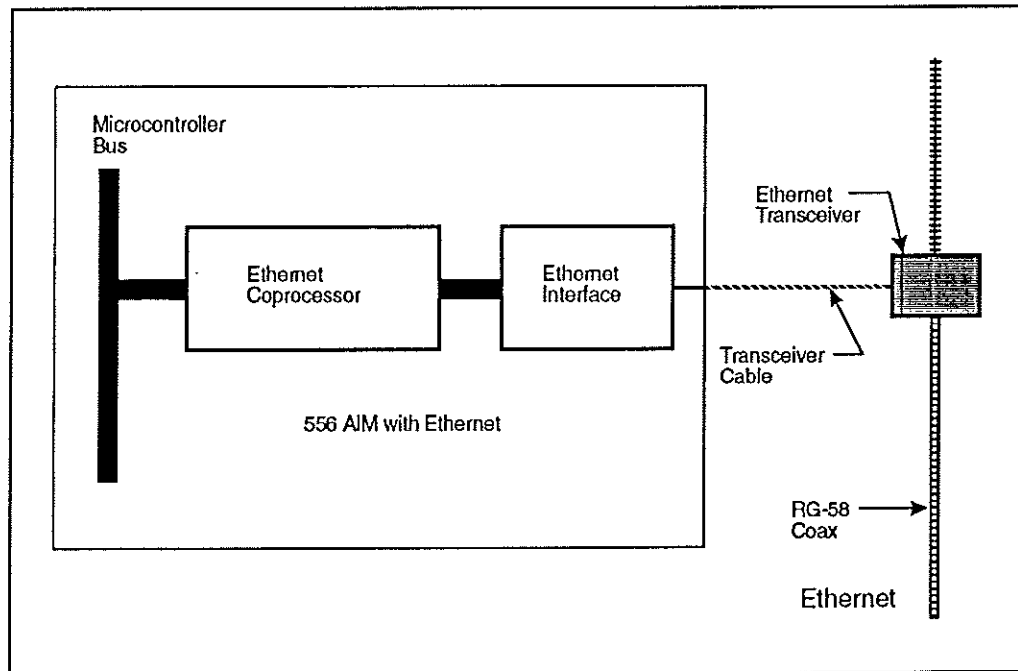 Microcontroller
Bus
Ethernet
Transceiver
Ethernet
Coprocessor
Ethernet
Interface
Transceiver
Cable
556 AIM with Ethernet
RG-58
Coax
Ethernet